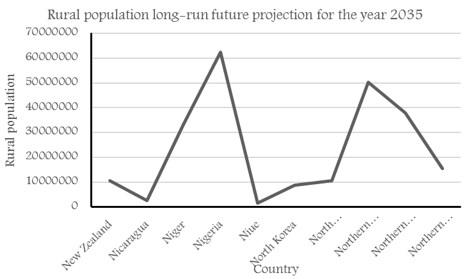 Rural population long-run future projection for the year 2035
70000000
60000000
50000000
40000000
30000000
20000000
10000000
0
Rural population
New Zealand
Nicaragua
Niger
Nigeria
Niue
North Korea
North...
Northern...
Northern...
Northern...
Country